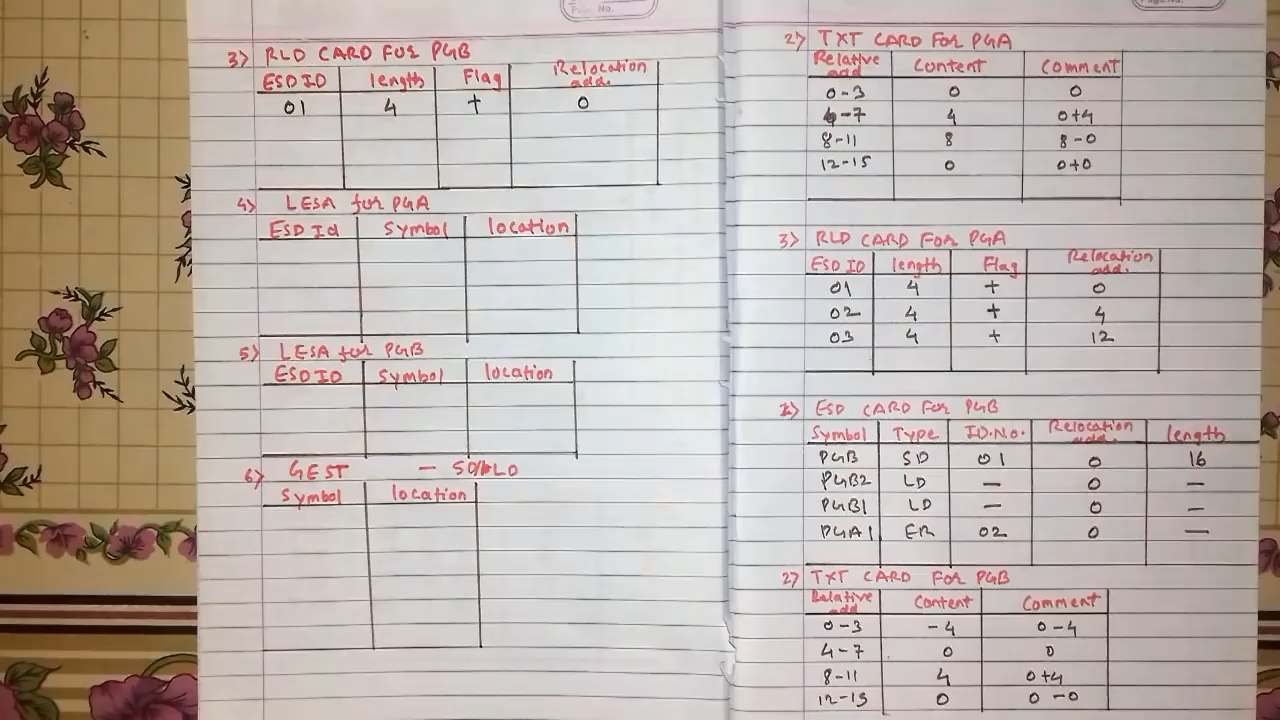 Page No.
3> RLD CARD FOR PGB
ESD ID length Flag Relocation add.
01 4 + 0
4> LESA for PGA
ESD Id Symbol location
5> LESA for PGB
ESD ID Symbol location
6> GEST — SD/LD
Symbol location
2> TXT CARD FOR PGA
Relative add Content Comment
0-3 0 0
4-7 4 0+4
8-11 8 8-0
12-15 0 0+0
3> RLD CARD FOR PGA
ESD ID length Flag Relocation add.
01 4 + 0
02 4 + 4
03 4 + 12
ESD CARD FOR PGB
Symbol Type ID.No. Relocation add. length
PGB SD 01 0 16
PGB2 LD — 0 —
PGB1 LD — 0 —
PGA1 ER 02 0 —
2> TXT CARD FOR PGB
Relative add Content Comment
0-3 -4 0-4
4-7 0 0
8-11 4 0+4
12-15 0 0-0